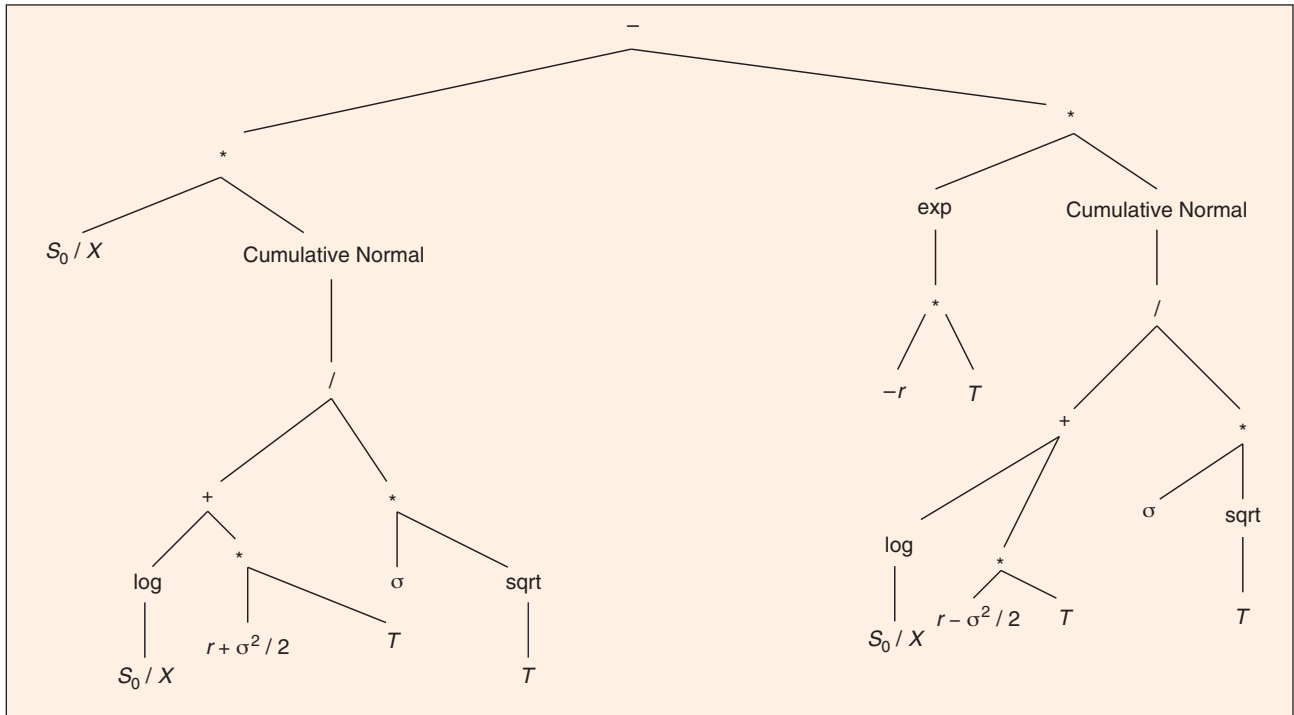 –
*
*
exp
Cumulative Normal
S₀ / X
Cumulative Normal
*
/
/
–r
T
+
*
+
*
σ
sqrt
log
*
*
log
σ
sqrt
r – σ² / 2
T
T
r + σ² / 2
T
S₀ / X
S₀ / X
T